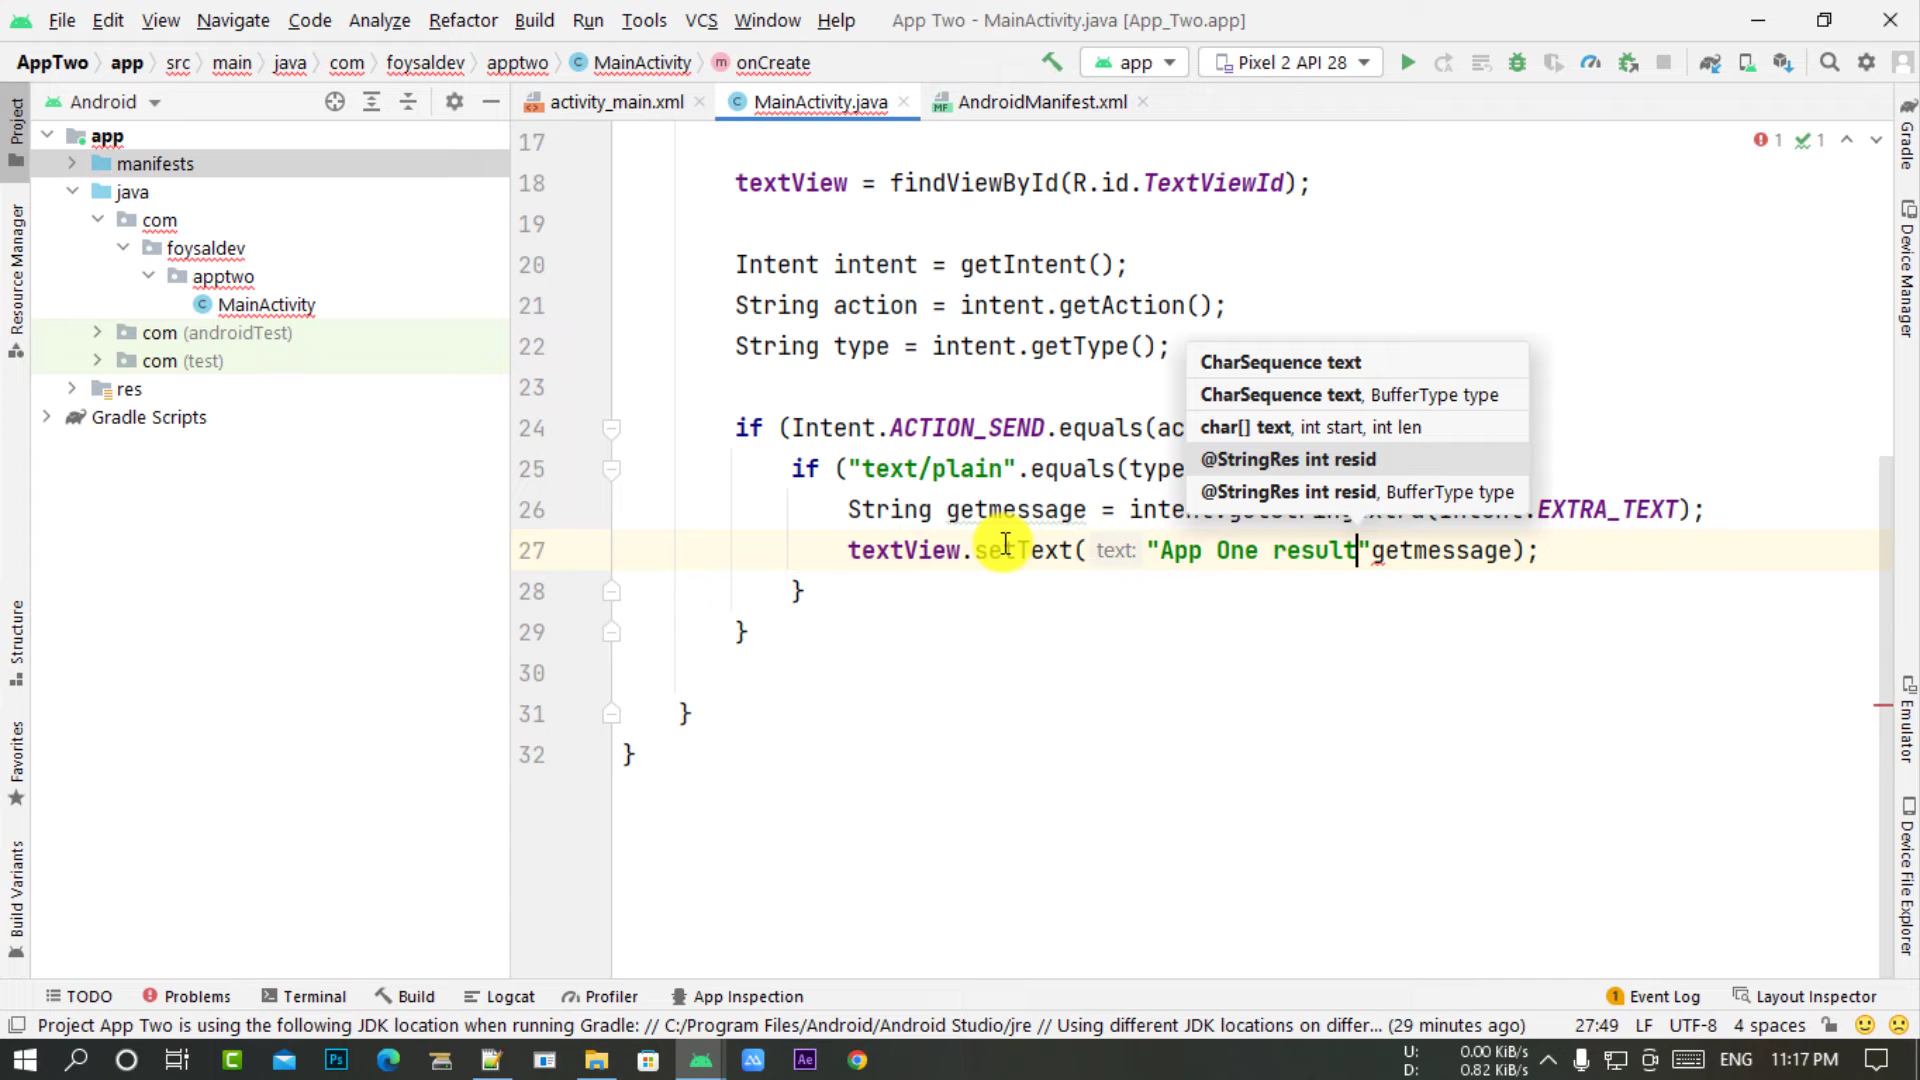 File Edit View Navigate Code Analyze Refactor Build Run Tools VCS Window Help App Two - MainActivity.java [App_Two.app]
AppTwo app src main java com foysaldev apptwo C MainActivity m onCreate app Pixel 2 API 28
Android activity_main.xml C MainActivity.java MF AndroidManifest.xml
Project
Resource Manager
Structure
Favorites
Build Variants
app
manifests
java
com
foysaldev
apptwo
C MainActivity
com (androidTest)
com (test)
res
Gradle Scripts
1 1
17
18 textView = findViewById(R.id.TextViewId);
19
20 Intent intent = getIntent();
21 String action = intent.getAction();
22 String type = intent.getType();
23
24 if (Intent.ACTION_SEND.equals(ac
25 if ("text/plain".equals(type
26 String getmessage = intent.getStringExtra(Intent.EXTRA_TEXT);
27 textView.setText( text: "App One result"getmessage);
28 }
29 }
30
31 }
32 }
CharSequence text
CharSequence text, BufferType type
char[] text, int start, int len
@StringRes int resid
@StringRes int resid, BufferType type
Gradle
Device Manager
Emulator
Device File Explorer
TODO Problems Terminal Build Logcat Profiler App Inspection 1 Event Log Layout Inspector
Project App Two is using the following JDK location when running Gradle: // C:/Program Files/Android/Android Studio/jre // Using different JDK locations on differ... (29 minutes ago) 27:49 LF UTF-8 4 spaces
C Ps Ae U: 0.00 KiB/s ENG 11:17 PM
D: 0.82 KiB/s